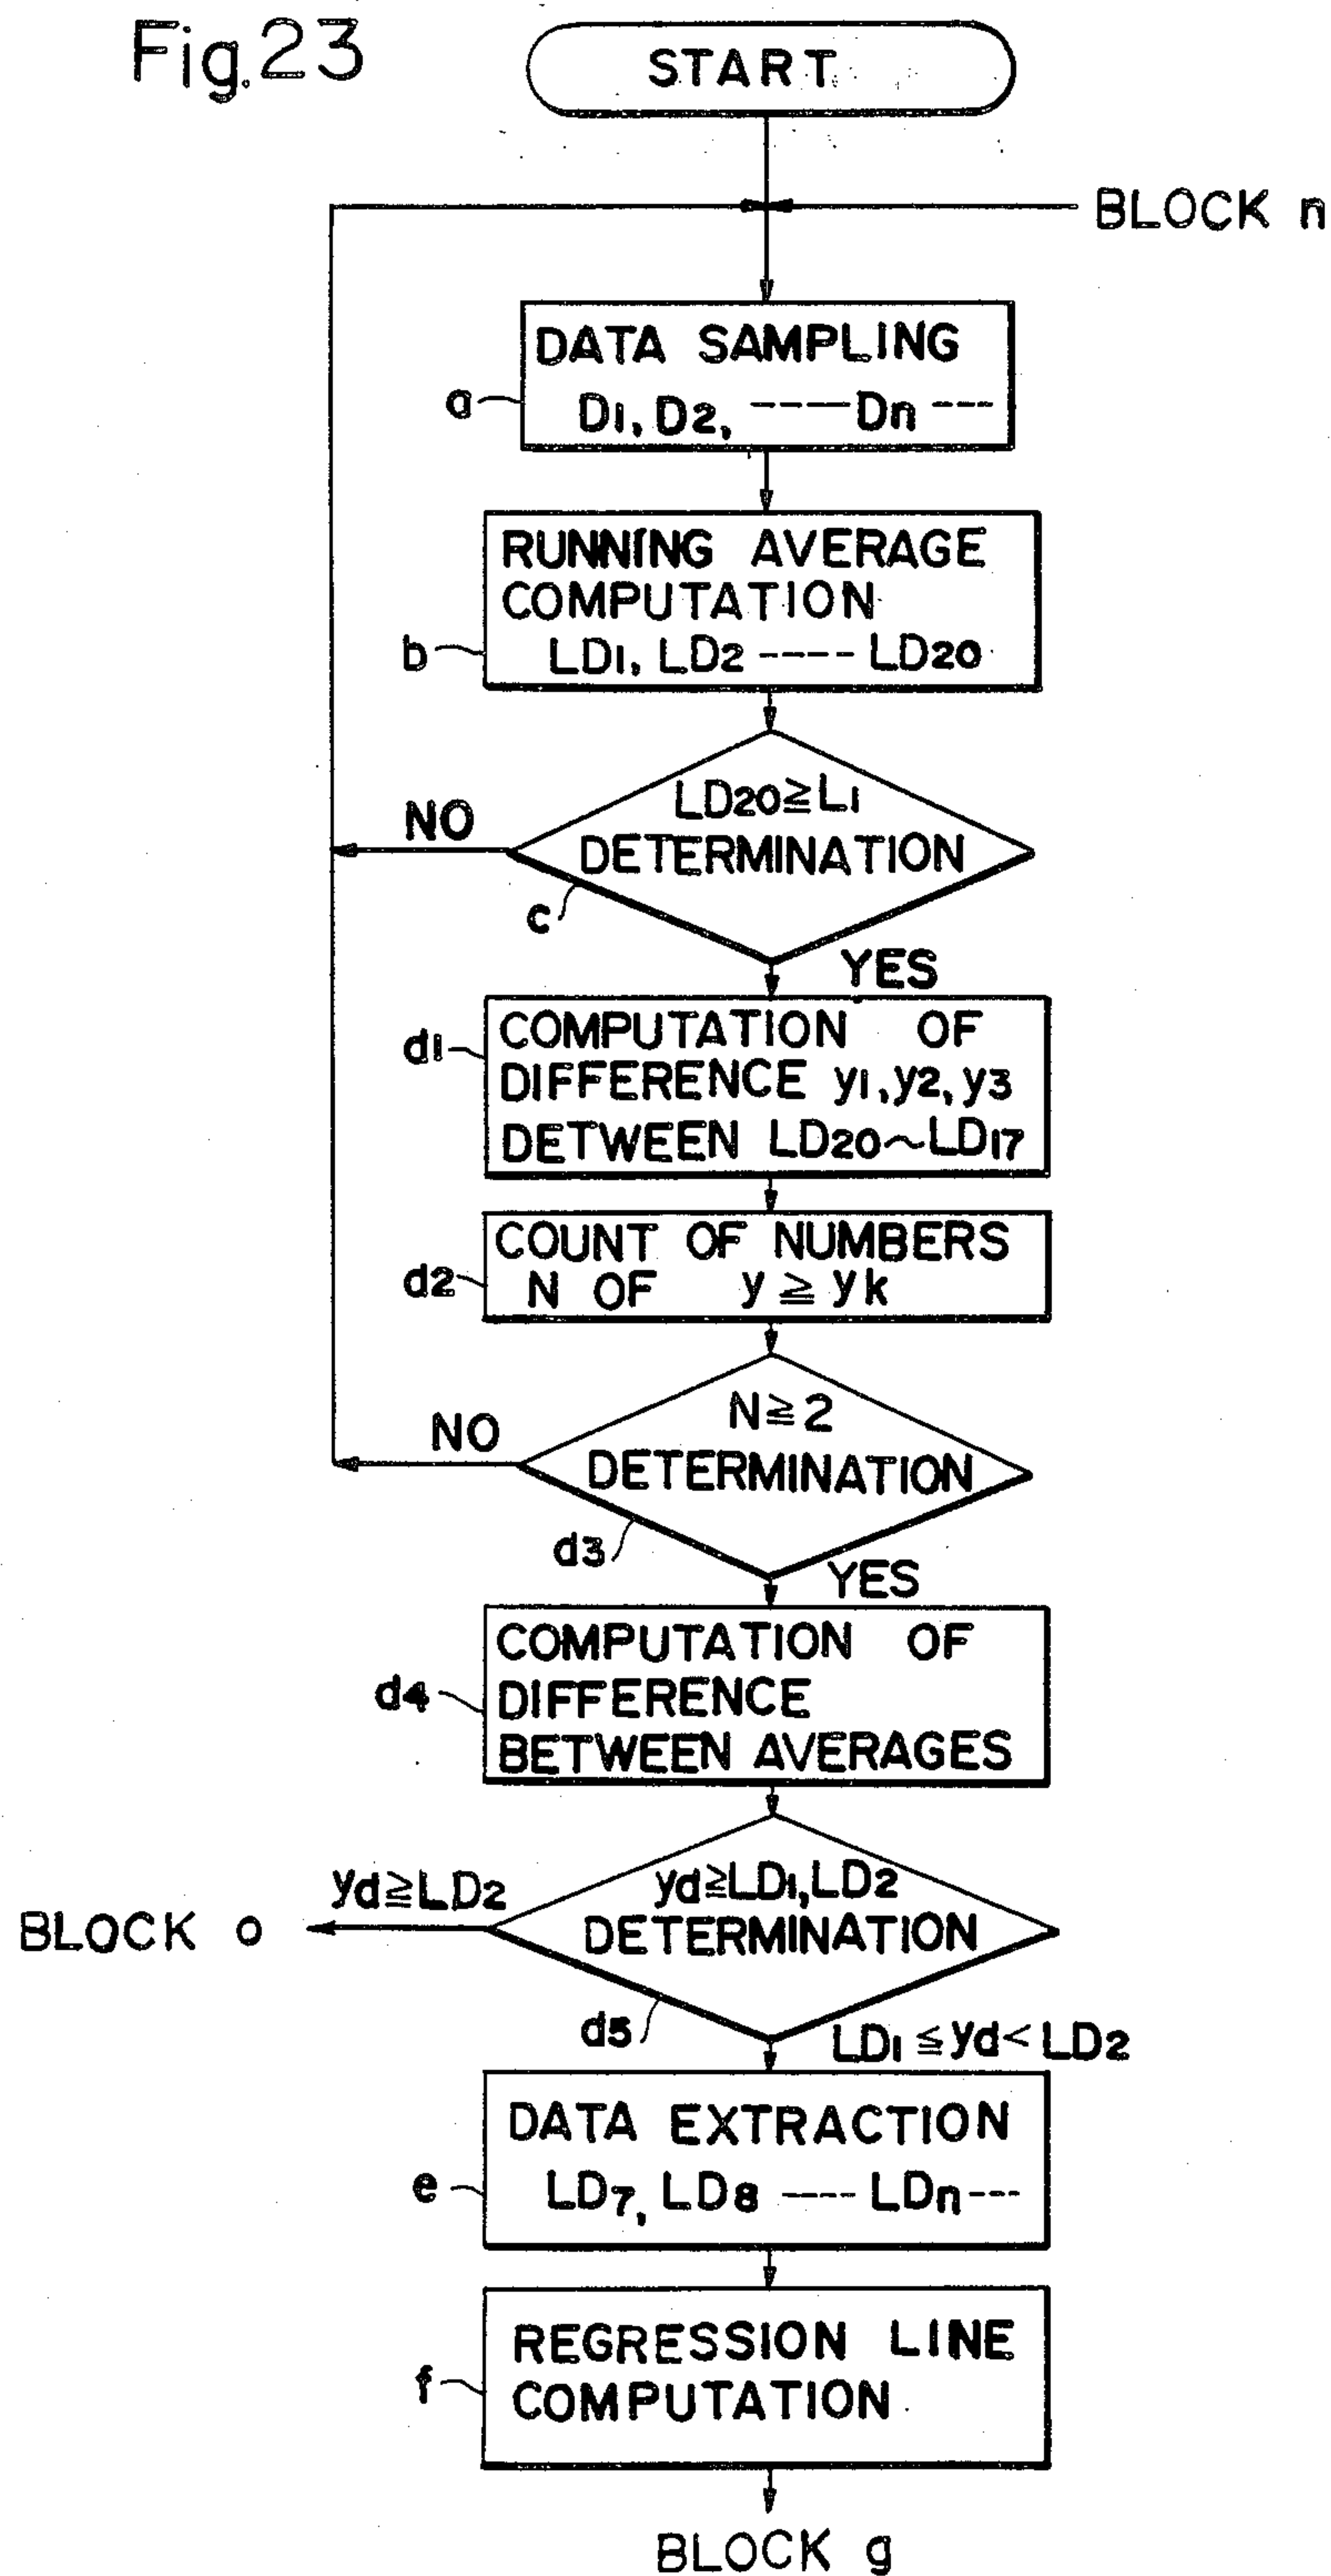 Fig.23
START
BLOCK n
DATA SAMPLING
a
D1, D2, ---- Dn ---
RUNNING AVERAGE
COMPUTATION
b
LD1, LD2 ---- LD20
LD20≧L1
NO
DETERMINATION
c
YES
d1
COMPUTATION OF
DIFFERENCE y1, y2, y3
DETWEEN LD20~LD17
COUNT OF NUMBERS
d2
N OF y ≧ yk
N≧2
NO
DETERMINATION
d3
YES
COMPUTATION OF
d4
DIFFERENCE
BETWEEN AVERAGES
yd≧LD2
yd≧LD1, LD2
BLOCK o
DETERMINATION
d5
LD1 ≦ yd < LD2
DATA EXTRACTION
e
LD7, LD8 ---- LDn ---
REGRESSION LINE
f
COMPUTATION
BLOCK g